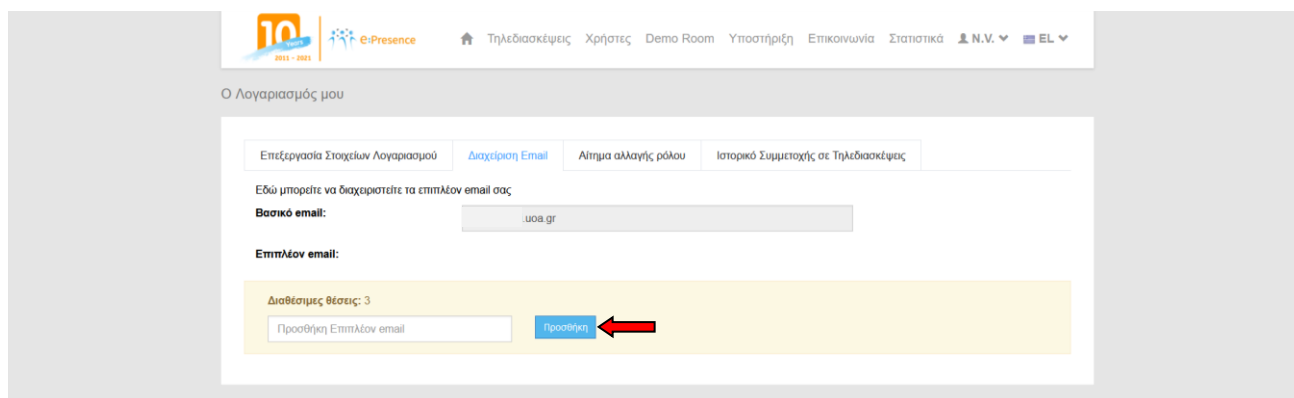 10
Years
2011 – 2021
e:Presence
Τηλεδιασκέψεις Χρήστες Demo Room Υποστήριξη Επικοινωνία Στατιστικά N.V. EL
Ο Λογαριασμός μου
Επεξεργασία Στοιχείων Λογαριασμού Διαχείριση Email Αίτημα αλλαγής ρόλου Ιστορικό Συμμετοχής σε Τηλεδιασκέψεις
Εδώ μπορείτε να διαχειριστείτε τα επιπλέον email σας
Βασικό email: .uoa.gr
Επιπλέον email:
Διαθέσιμες θέσεις: 3
Προσθήκη Επιπλέον email Προσθήκη